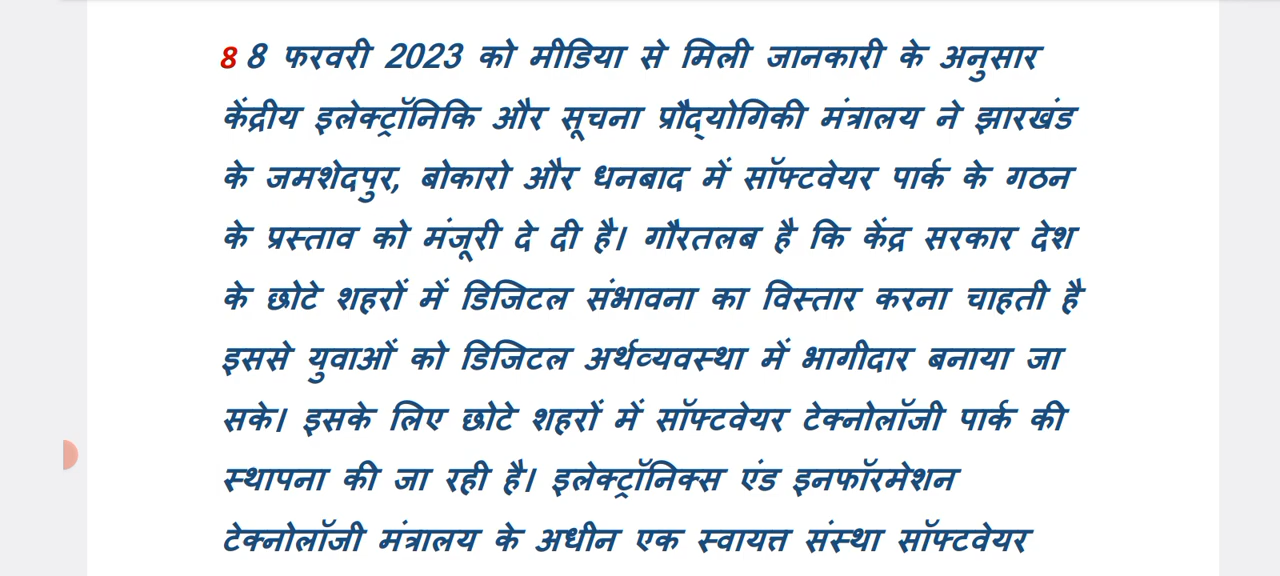 8 8 फरवरी 2023 को मीडिया से मिली जानकारी के अनुसार
केंद्रीय इलेक्ट्रॉनिकि और सूचना प्रौद्योगिकी मंत्रालय ने झारखंड
के जमशेदपुर, बोकारो और धनबाद में सॉफ्टवेयर पार्क के गठन
के प्रस्ताव को मंजूरी दे दी है। गौरतलब है कि केंद्र सरकार देश
के छोटे शहरों में डिजिटल संभावना का विस्तार करना चाहती है
इससे युवाओं को डिजिटल अर्थव्यवस्था में भागीदार बनाया जा
सके। इसके लिए छोटे शहरों में सॉफ्टवेयर टेक्नोलॉजी पार्क की
स्थापना की जा रही है। इलेक्ट्रॉनिक्स एंड इनफॉरमेशन
टेक्नोलॉजी मंत्रालय के अधीन एक स्वायत्त संस्था सॉफ्टवेयर